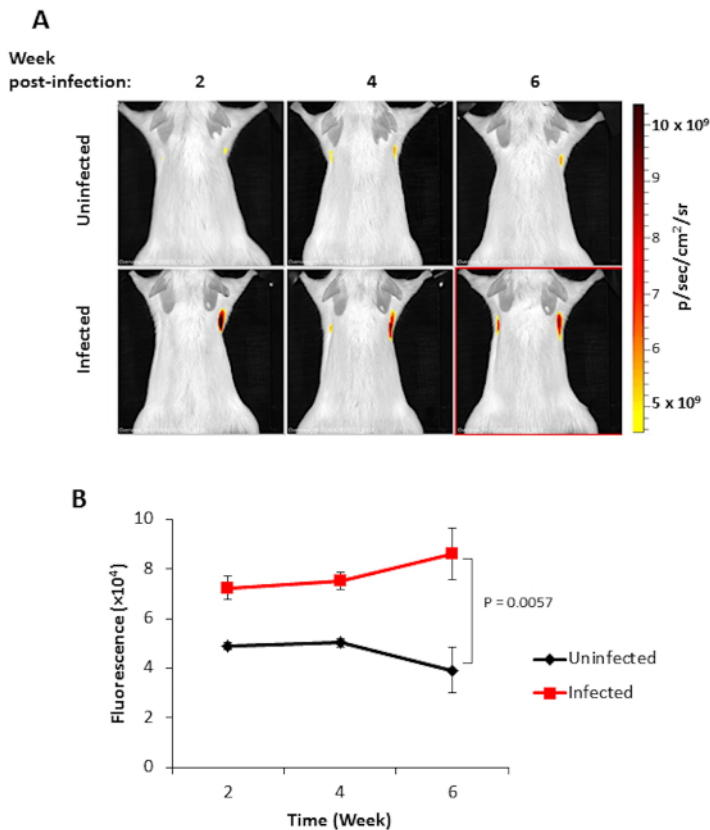 A
Week
post-infection: 2 4 6
Uninfected
Infected
10 x 10⁹
9
8
7
6
5 x 10⁹
p/sec/cm²/sr
B
Fluorescence (×10⁴)
10
8
6
4
2
0
P = 0.0057
Uninfected
Infected
2 4 6
Time (Week)